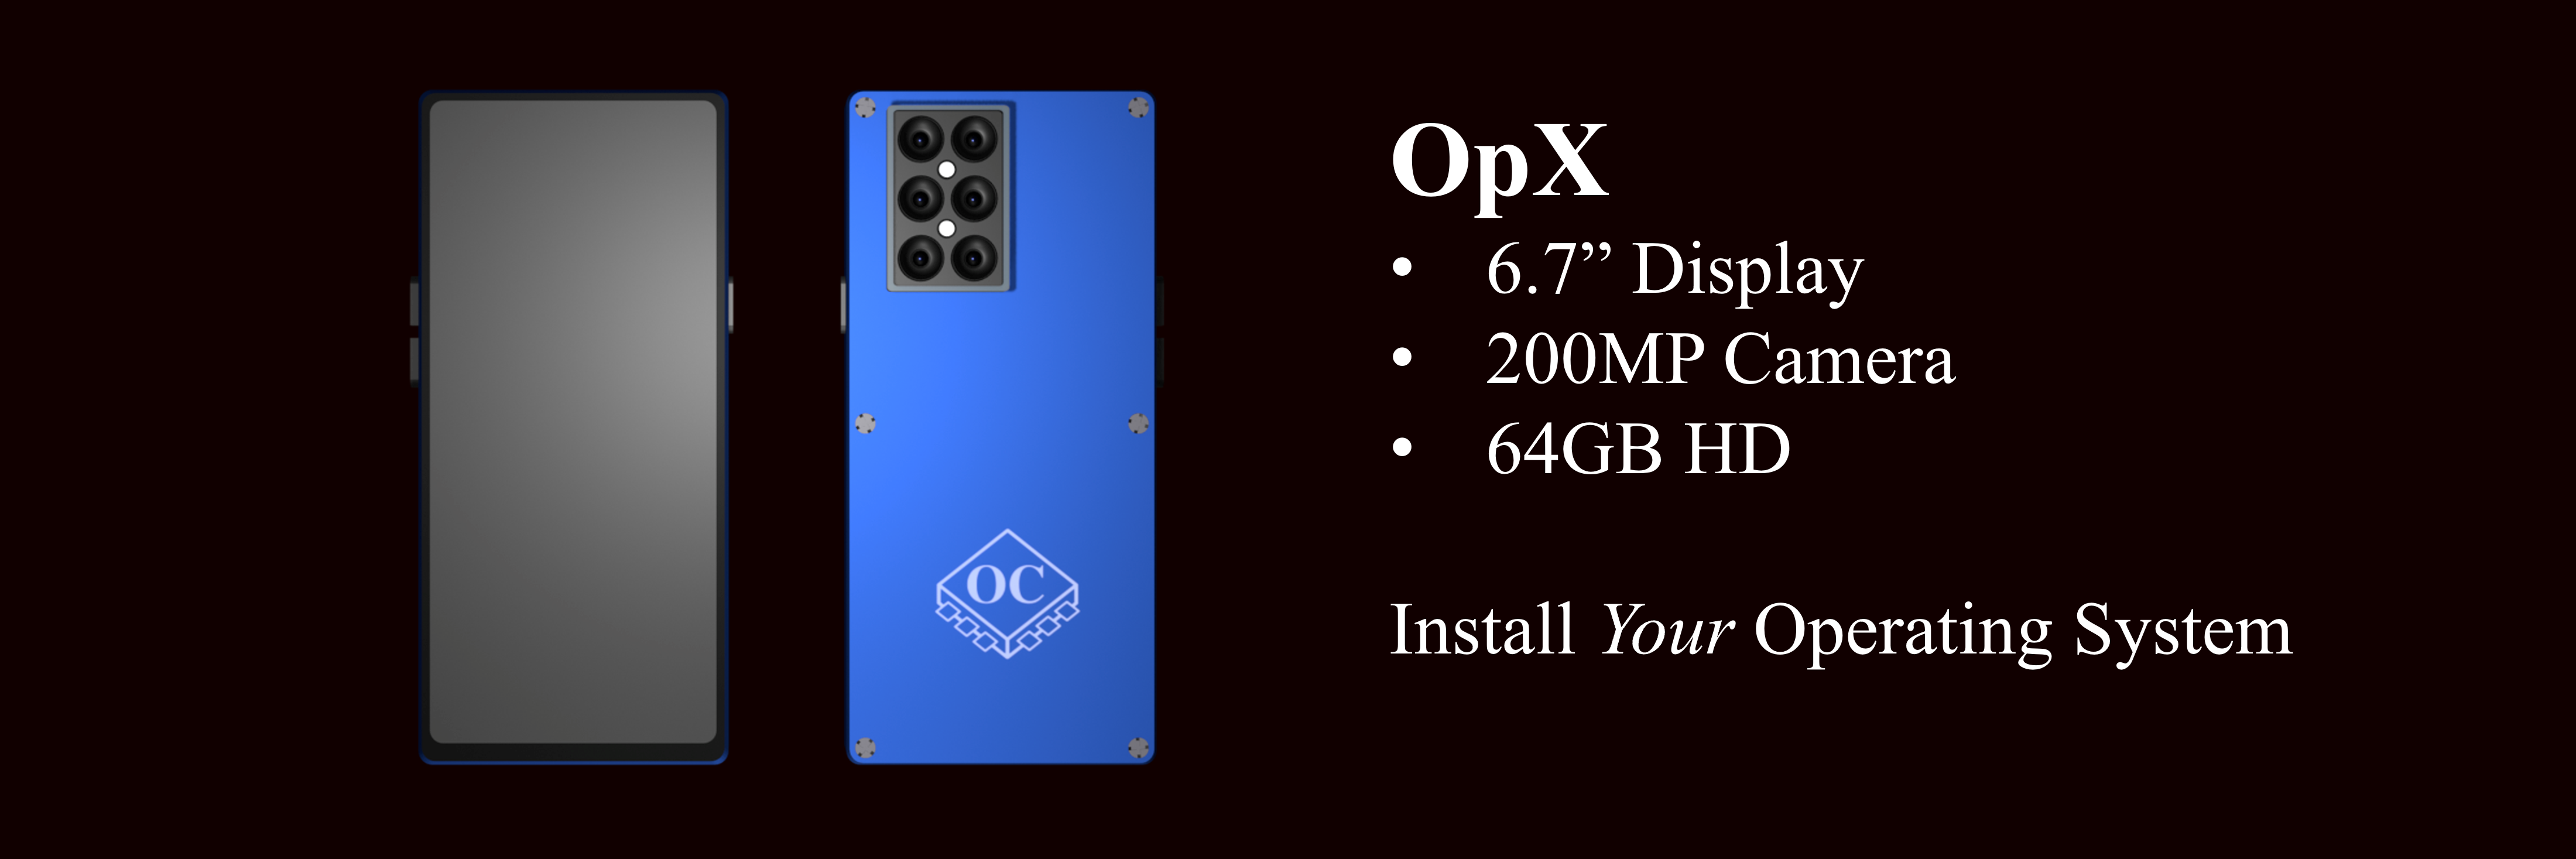 OC
OpX
• 6.7” Display
• 200MP Camera
• 64GB HD
Install Your Operating System